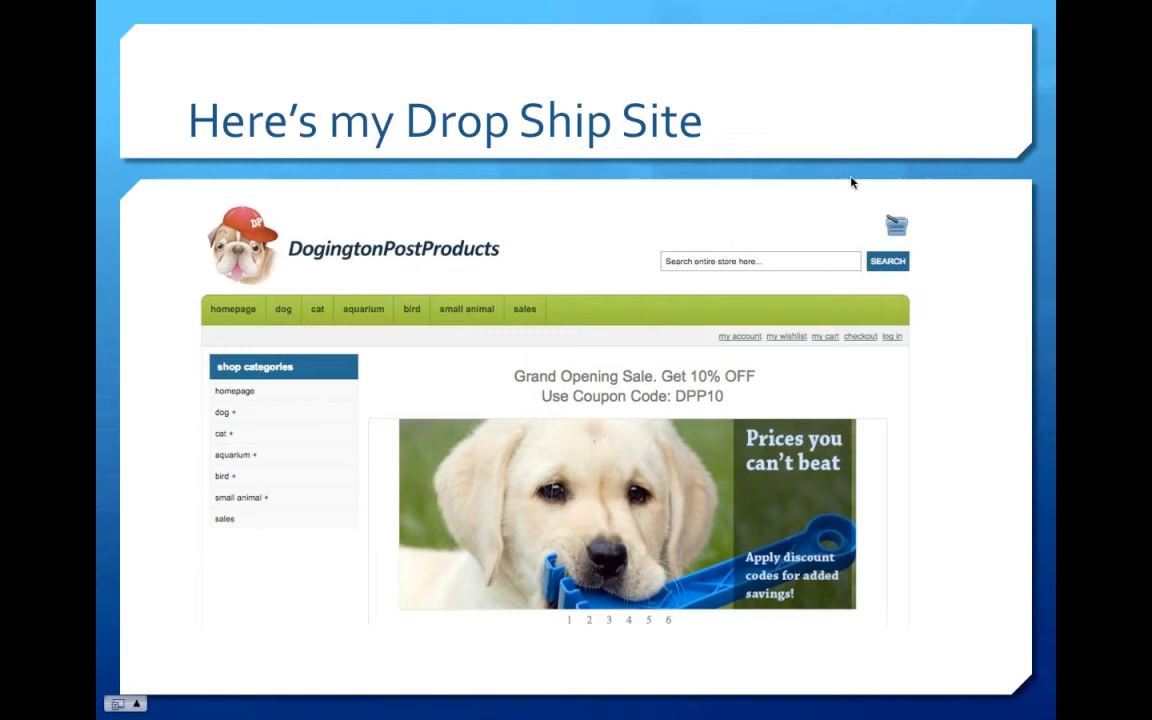 Here's my Drop Ship Site
DP
DogingtonPostProducts
Search entire store here...
SEARCH
homepage dog cat aquarium bird small animal sales
my account my wishlist my cart checkout log in
shop categories
homepage
dog +
cat +
aquarium +
bird +
small animal +
sales
Grand Opening Sale. Get 10% OFF
Use Coupon Code: DPP10
Prices you
can't beat
Apply discount
codes for added
savings!
1 2 3 4 5 6